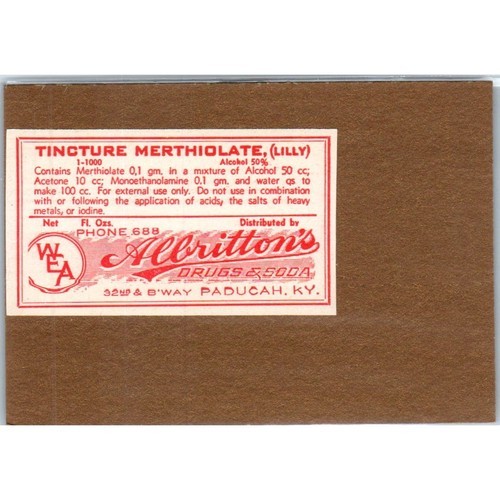 TINCTURE MERTHIOLATE, (LILLY)
1-1000 Alcohol 50%
Contains Merthiolate 0,1 gm. in a mixture of Alcohol 50 cc;
Acetone 10 cc; Monoethanolamine 0,1 gm. and water qs to
make 100 cc. For external use only. Do not use in combination
with or following the application of acids, the salts of heavy
metals, or iodine.
Net Fl. Ozs. Distributed by
PHONE 688
WEA
Albritton's
DRUGS & SODA
32ND & B'WAY PADUCAH, KY.